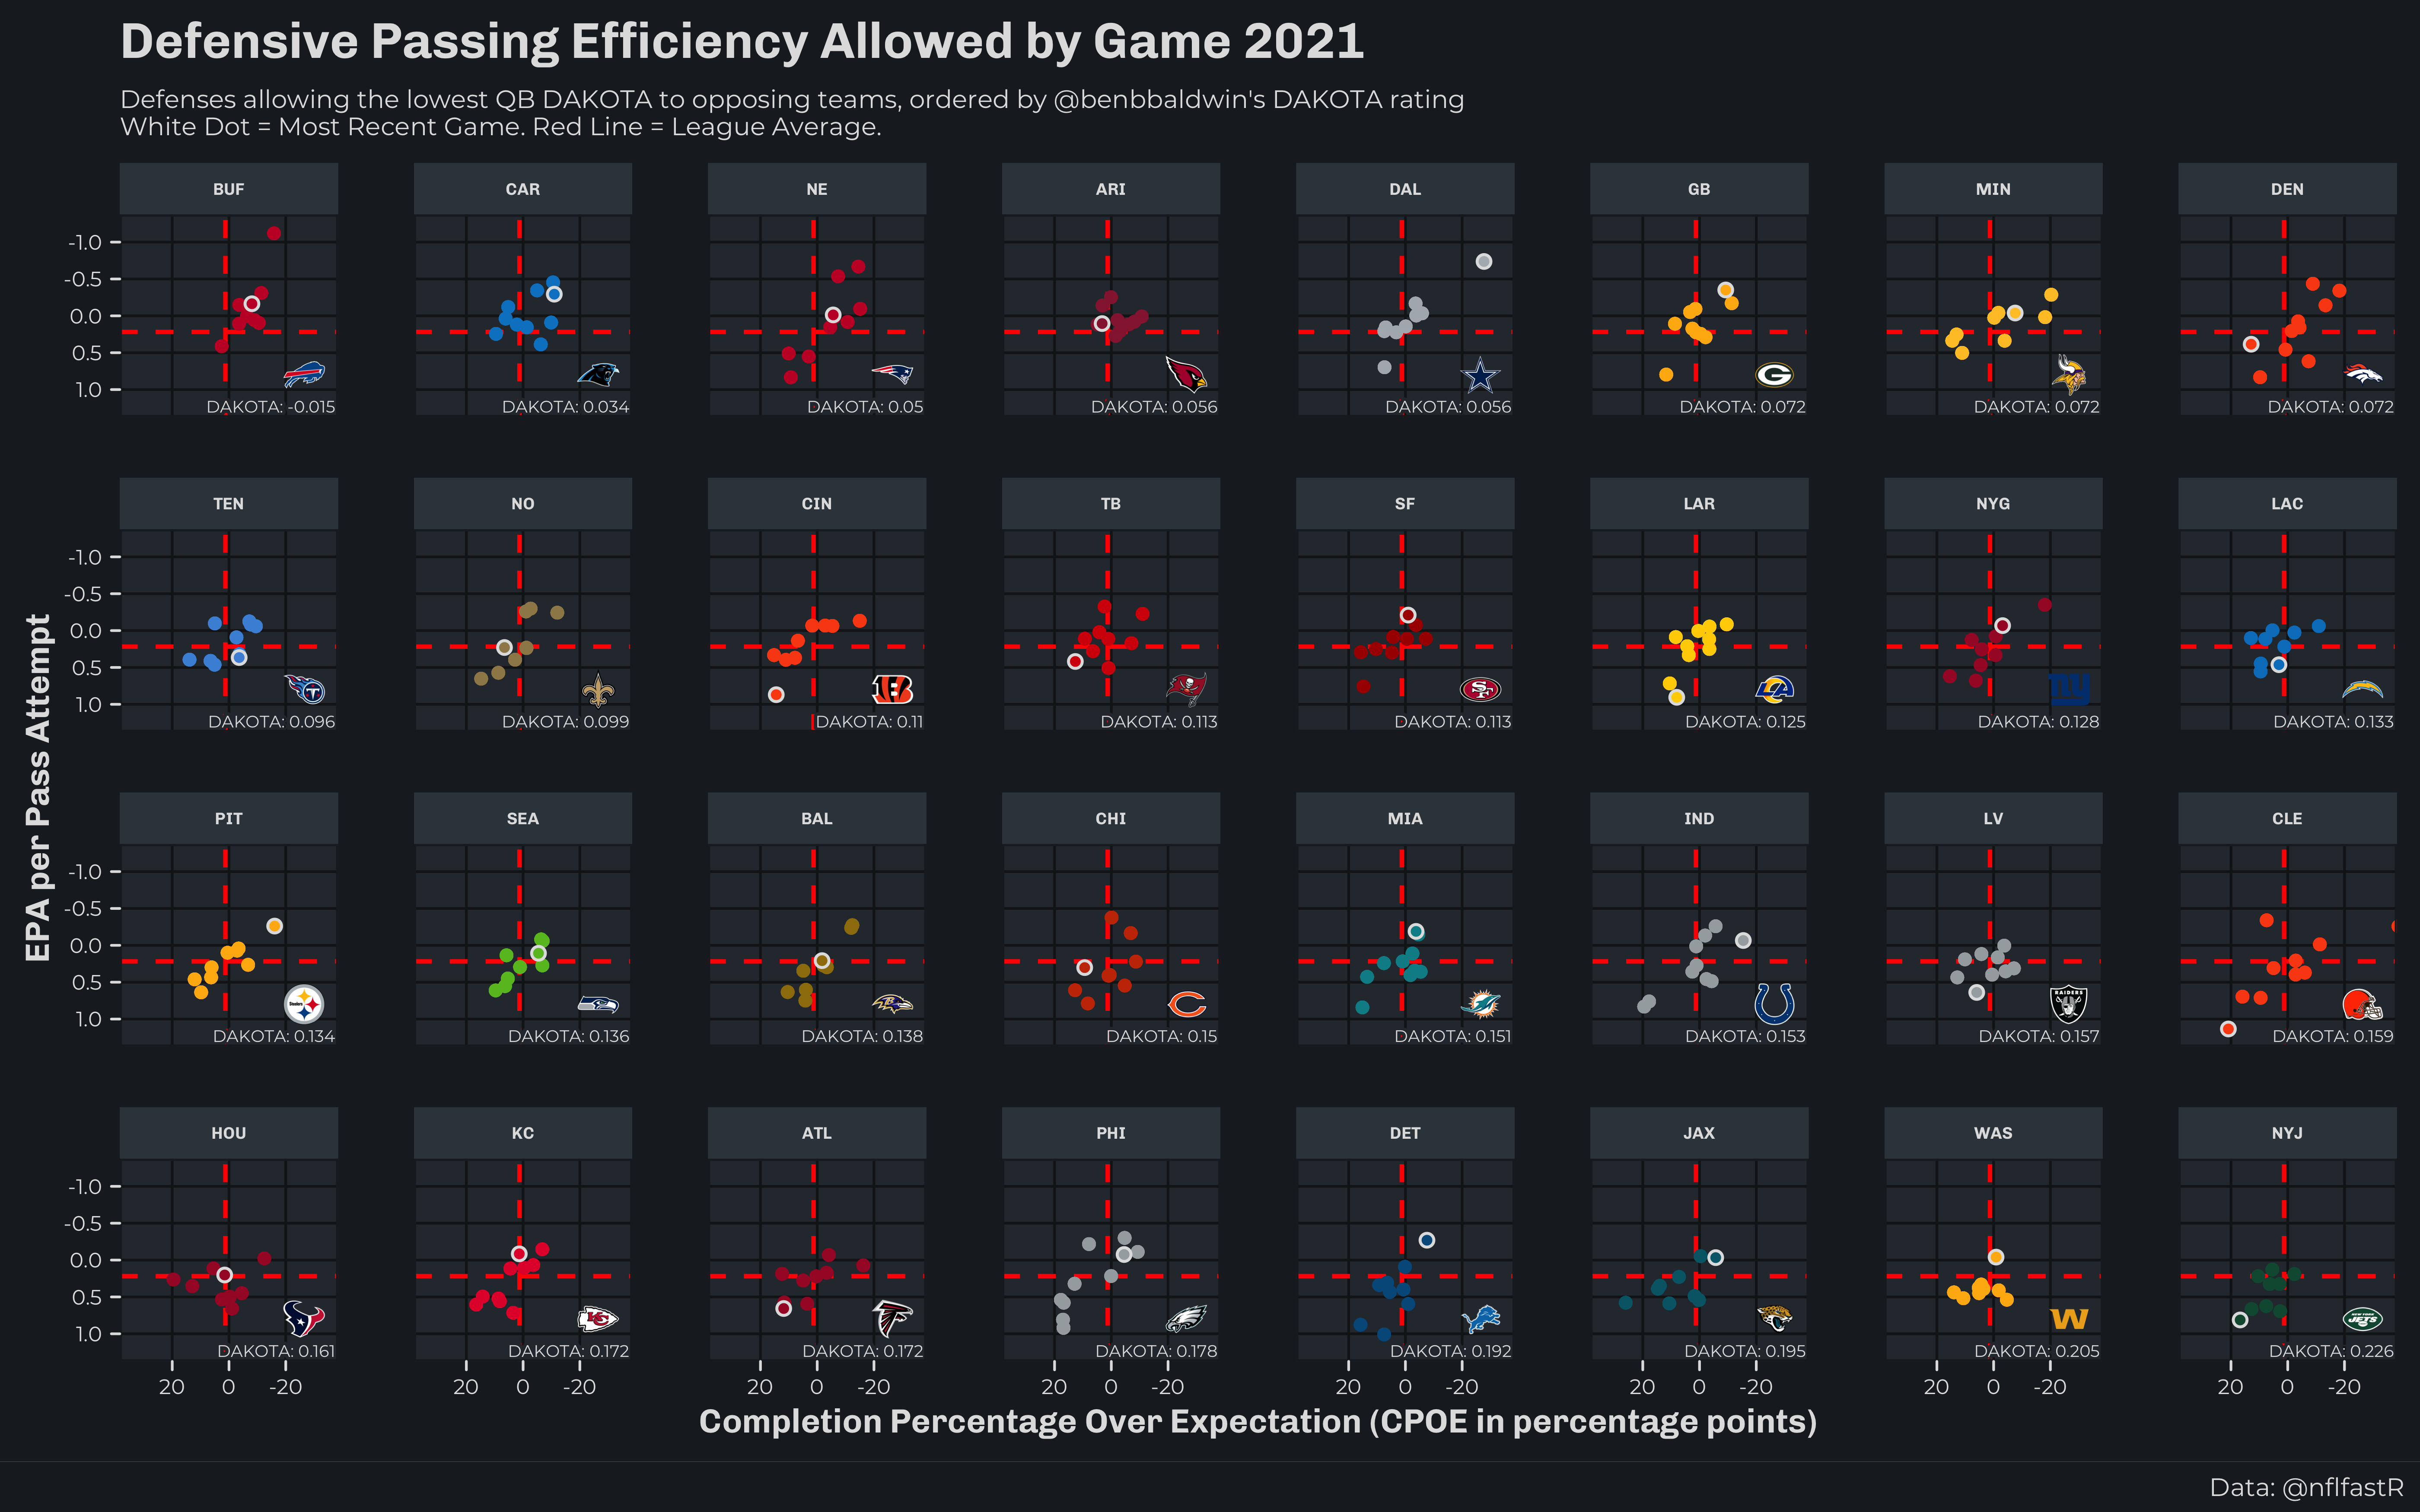 Defensive Passing Efficiency Allowed by Game 2021
Defenses allowing the lowest QB DAKOTA to opposing teams, ordered by @benbbaldwin's DAKOTA rating
White Dot = Most Recent Game. Red Line = League Average.
BUF CAR NE ARI DAL GB MIN DEN
-1.0
-0.5
0.0
0.5
1.0
DAKOTA: -0.015 DAKOTA: 0.034 DAKOTA: 0.05 DAKOTA: 0.056 DAKOTA: 0.056 DAKOTA: 0.072 DAKOTA: 0.072 DAKOTA: 0.072
TEN NO CIN TB SF LAR NYG LAC
-1.0
-0.5
0.0
0.5
1.0
DAKOTA: 0.096 DAKOTA: 0.099 DAKOTA: 0.11 DAKOTA: 0.113 DAKOTA: 0.113 DAKOTA: 0.125 DAKOTA: 0.128 DAKOTA: 0.133
EPA per Pass Attempt
PIT SEA BAL CHI MIA IND LV CLE
-1.0
-0.5
0.0
0.5
1.0
Steelers
RAIDERS
DAKOTA: 0.134 DAKOTA: 0.136 DAKOTA: 0.138 DAKOTA: 0.15 DAKOTA: 0.151 DAKOTA: 0.153 DAKOTA: 0.157 DAKOTA: 0.159
HOU KC ATL PHI DET JAX WAS NYJ
-1.0
-0.5
0.0
0.5
1.0
KC
W
NEW YORK
JETS
DAKOTA: 0.161 DAKOTA: 0.172 DAKOTA: 0.172 DAKOTA: 0.178 DAKOTA: 0.192 DAKOTA: 0.195 DAKOTA: 0.205 DAKOTA: 0.226
20 0 -20 20 0 -20 20 0 -20 20 0 -20 20 0 -20 20 0 -20 20 0 -20 20 0 -20
Completion Percentage Over Expectation (CPOE in percentage points)
Data: @nflfastR